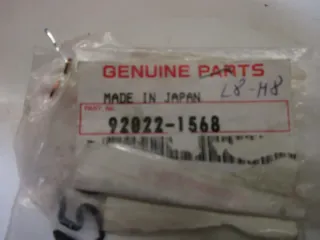 GENUINE PARTS
L8-H8
MADE IN JAPAN
PART NO.
92022-1568